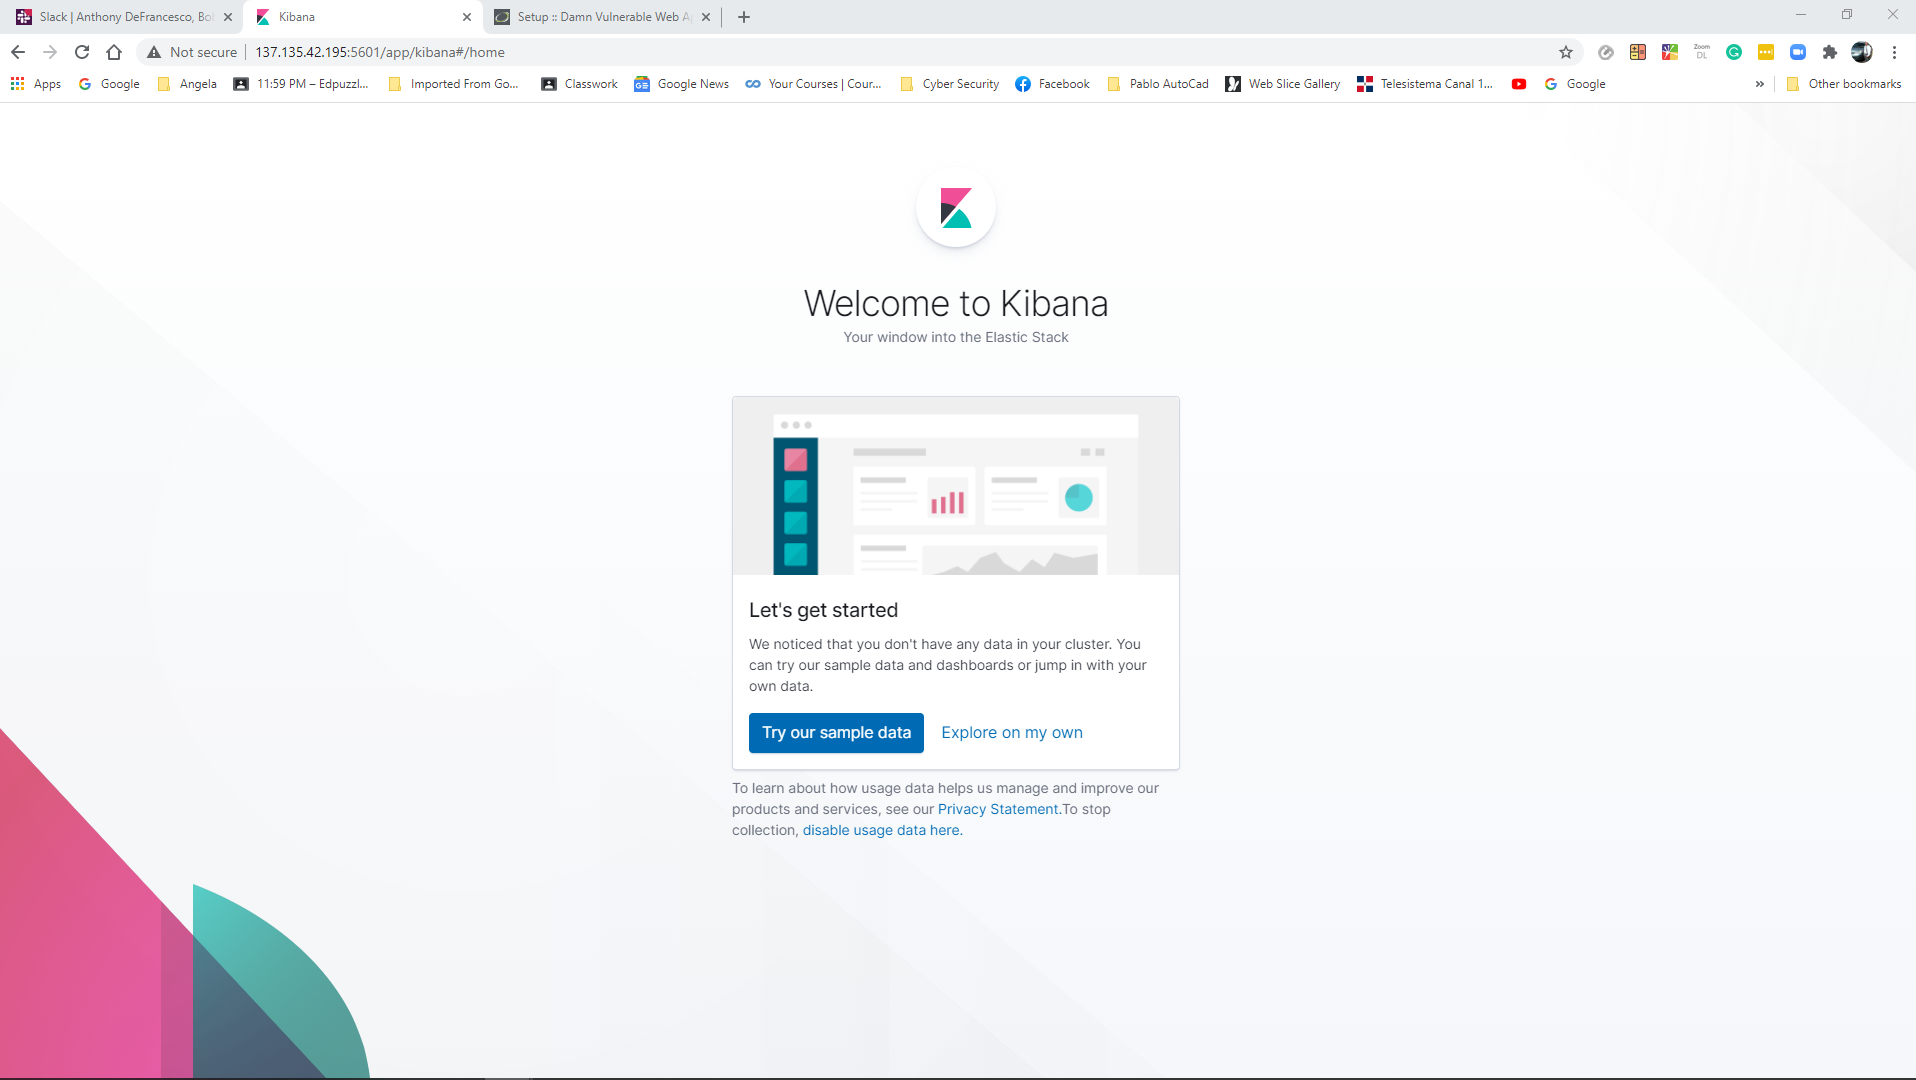 Slack | Anthony DeFrancesco, Bol
Kibana
Setup :: Damn Vulnerable Web A
Not secure
137.135.42.195:5601/app/kibana#/home
Zoom
DL
Apps
Google
Angela
11:59 PM – Edpuzzl...
Imported From Go...
Classwork
Google News
Your Courses | Cour...
Cyber Security
Facebook
Pablo AutoCad
Web Slice Gallery
Telesistema Canal 1...
Google
»
Other bookmarks
Welcome to Kibana
Your window into the Elastic Stack
Let's get started
We noticed that you don't have any data in your cluster. You
can try our sample data and dashboards or jump in with your
own data.
Try our sample data
Explore on my own
To learn about how usage data helps us manage and improve our
products and services, see our Privacy Statement.To stop
collection, disable usage data here.